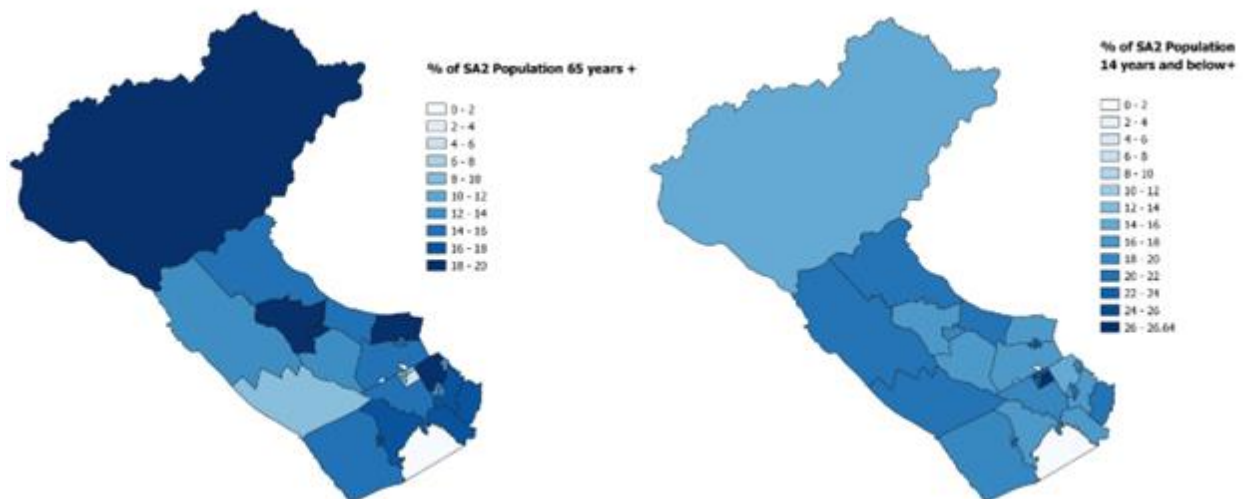 % of SA2 Population 65 years +
0 - 2
2 - 4
4 - 6
6 - 8
8 - 10
10 - 12
12 - 14
14 - 16
16 - 18
18 - 20
% of SA2 Population
14 years and below+
0 - 2
2 - 4
4 - 6
6 - 8
8 - 10
10 - 12
12 - 14
14 - 16
16 - 18
18 - 20
20 - 22
22 - 24
24 - 26
26 - 26.64